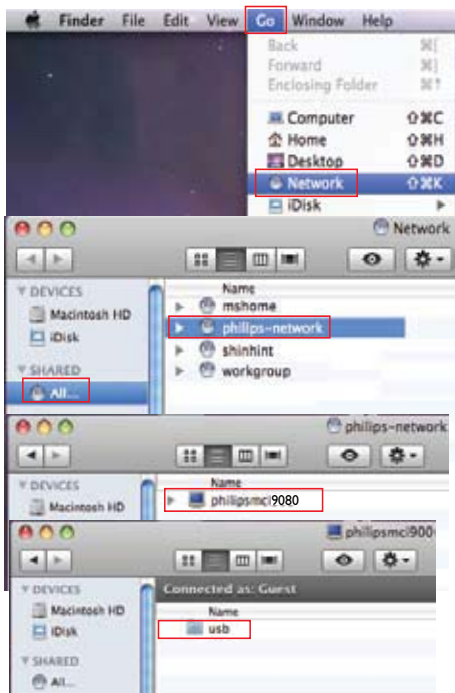 Finder File Edit View Go Window Help
Back ⌘[
Forward ⌘]
Enclosing Folder ⌘↑
Computer ⇧⌘C
Home ⇧⌘H
Desktop ⇧⌘D
Network ⇧⌘K
iDisk
Network
Name
DEVICES
Macintosh HD
iDisk
SHARED
All...
mshome
philips-network
shinhint
workgroup
philips-network
DEVICES
Macintosh HD
Name
philipsmci9080
philipsmci900
DEVICES
Macintosh HD
iDisk
SHARED
All...
Connected as: Guest
Name
usb